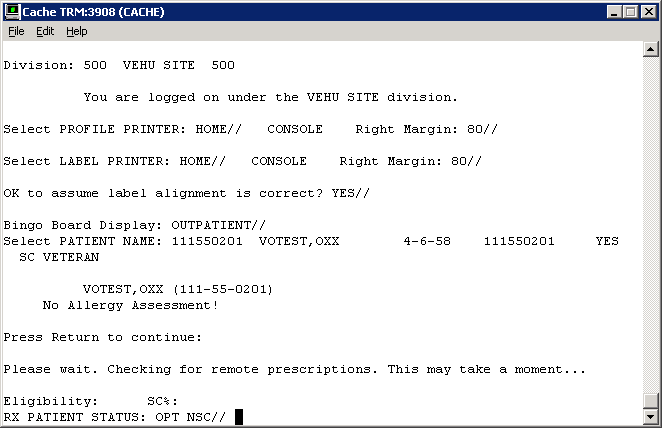 Cache TRM:3908 (CACHE)
File Edit Help
Division: 500  VEHU SITE  500
You are logged on under the VEHU SITE division.
Select PROFILE PRINTER: HOME//   CONSOLE    Right Margin: 80//
Select LABEL PRINTER: HOME//   CONSOLE    Right Margin: 80//
OK to assume label alignment is correct? YES//
Bingo Board Display: OUTPATIENT//
Select PATIENT NAME: 111550201  VOTEST,OXX        4-6-58    111550201     YES
SC VETERAN
VOTEST,OXX (111-55-0201)
No Allergy Assessment!
Press Return to continue:
Please wait. Checking for remote prescriptions. This may take a moment...
Eligibility:      SC%:
RX PATIENT STATUS: OPT NSC//